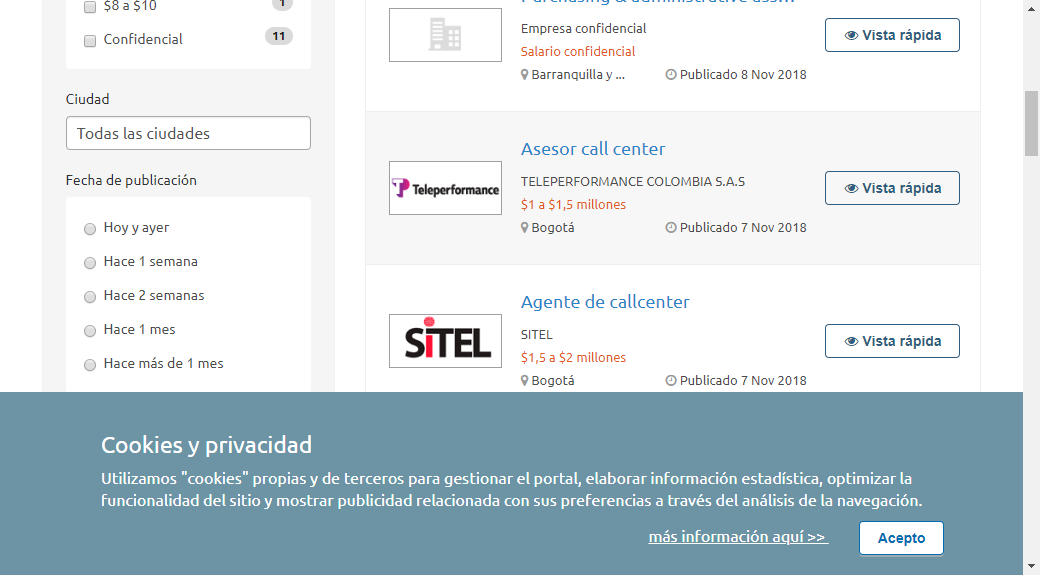 $8 a $10
1
Confidencial
11
Ciudad
Todas las ciudades
Fecha de publicación
Hoy y ayer
Hace 1 semana
Hace 2 semanas
Hace 1 mes
Hace más de 1 mes
Purchasing & administrative ass...
Empresa confidencial
Salario confidencial
Barranquilla y ...
Publicado 8 Nov 2018
Vista rápida
Teleperformance
Asesor call center
TELEPERFORMANCE COLOMBIA S.A.S
$1 a $1,5 millones
Bogotá
Publicado 7 Nov 2018
Vista rápida
SiTEL
Agente de callcenter
SITEL
$1,5 a $2 millones
Bogotá
Publicado 7 Nov 2018
Vista rápida
Cookies y privacidad
Utilizamos "cookies" propias y de terceros para gestionar el portal, elaborar información estadística, optimizar la
funcionalidad del sitio y mostrar publicidad relacionada con sus preferencias a través del análisis de la navegación.
más información aquí >>
Acepto